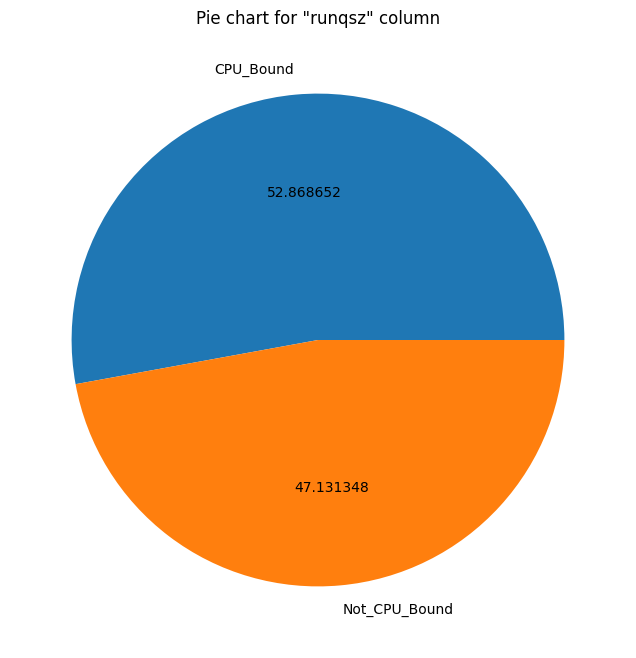 Pie chart for "runqsz" column
CPU_Bound
52.868652
47.131348
Not_CPU_Bound